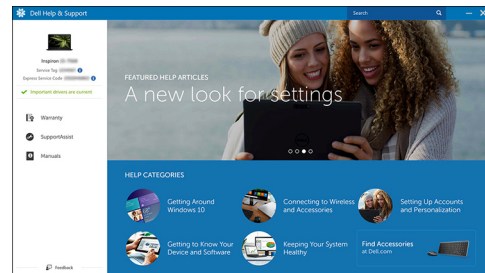 Dell Help & Support
Search
Inspiron
Service Tag
Express Service Code
Important drivers are current
Warranty
SupportAssist
Manuals
Feedback
FEATURED HELP ARTICLES
A new look for settings
HELP CATEGORIES
Getting Around
Windows 10
Connecting to Wireless
and Accessories
Setting Up Accounts
and Personalization
Getting to Know Your
Device and Software
Keeping Your System
Healthy
Find Accessories
at Dell.com